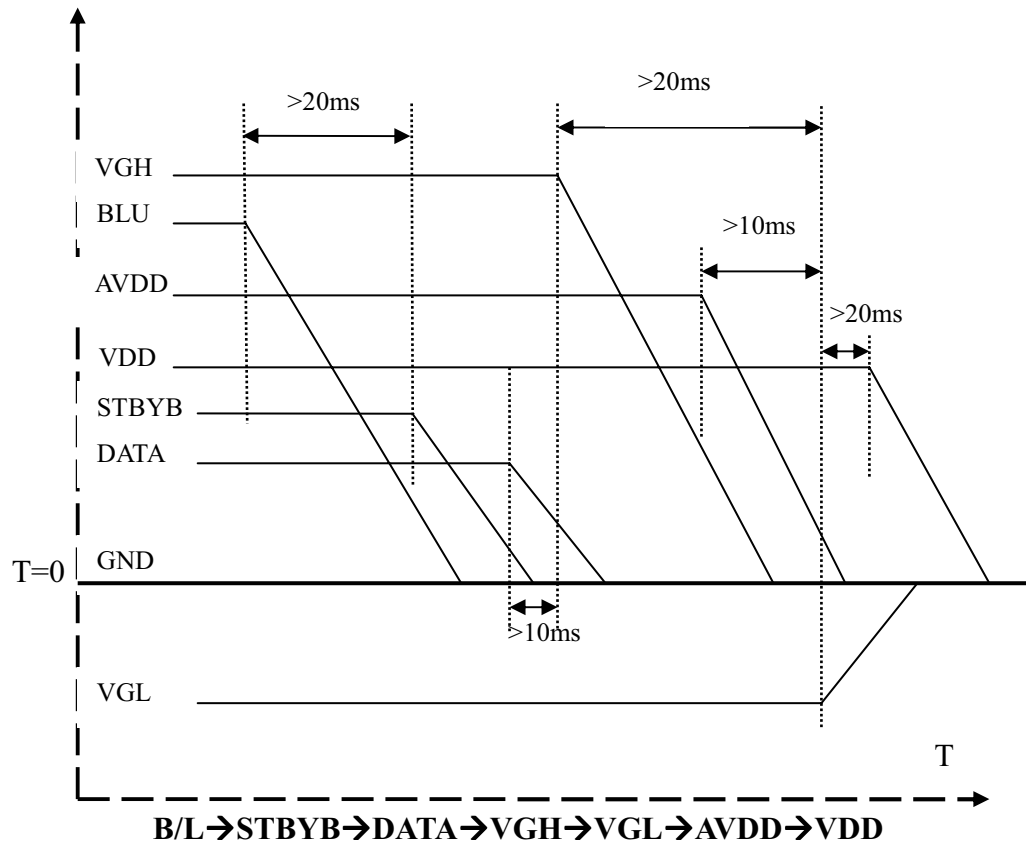 >20ms
>20ms
VGH
BLU
>10ms
AVDD
>20ms
VDD
STBYB
DATA
GND
T=0
>10ms
VGL
T
B/L→STBYB→DATA→VGH→VGL→AVDD→VDD